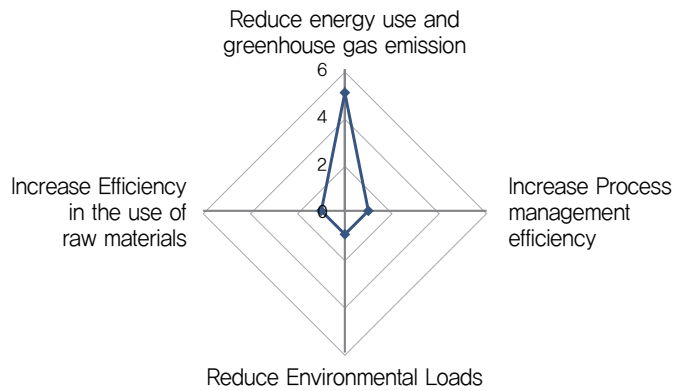 Reduce energy use and
greenhouse gas emission
6
4
2
0
Increase Efficiency
in the use of
raw materials
Increase Process
management
efficiency
Reduce Environmental Loads